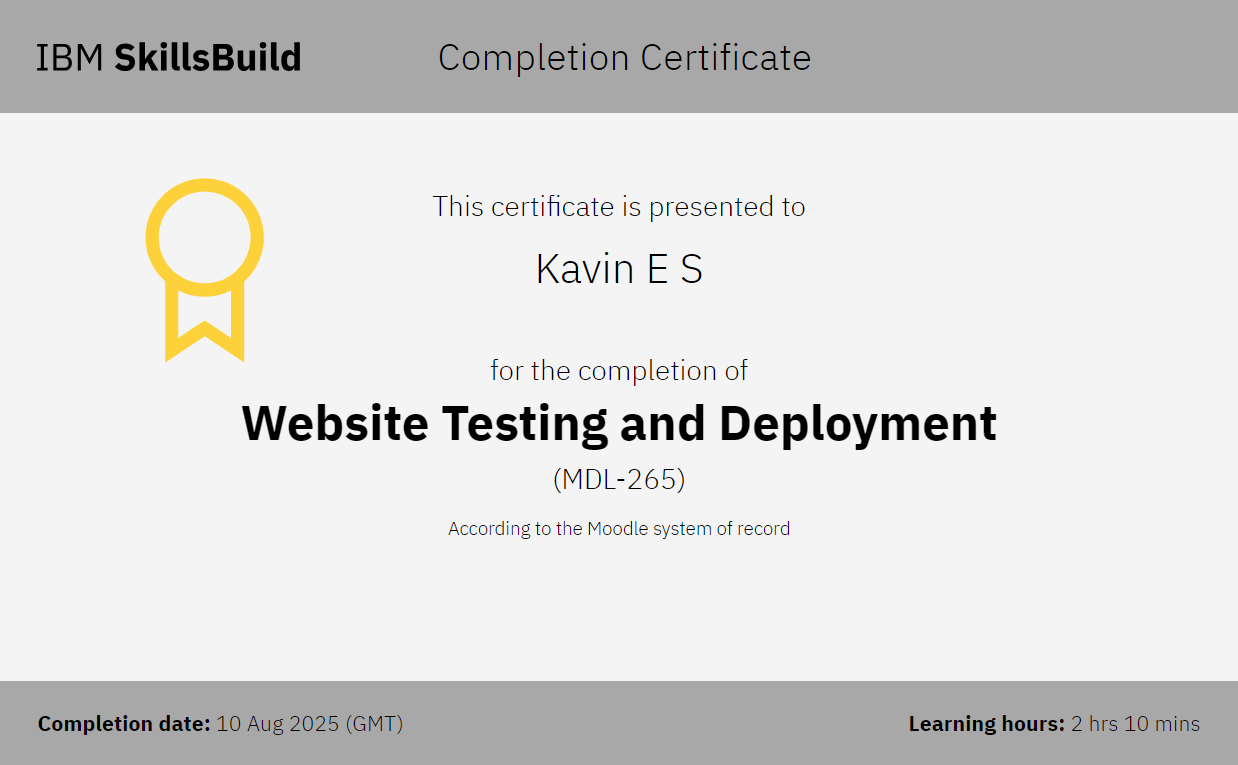 IBM SkillsBuild
Completion Certificate
This certificate is presented to
Kavin E S
for the completion of
Website Testing and Deployment
(MDL-265)
According to the Moodle system of record
Completion date: 10 Aug 2025 (GMT)
Learning hours: 2 hrs 10 mins